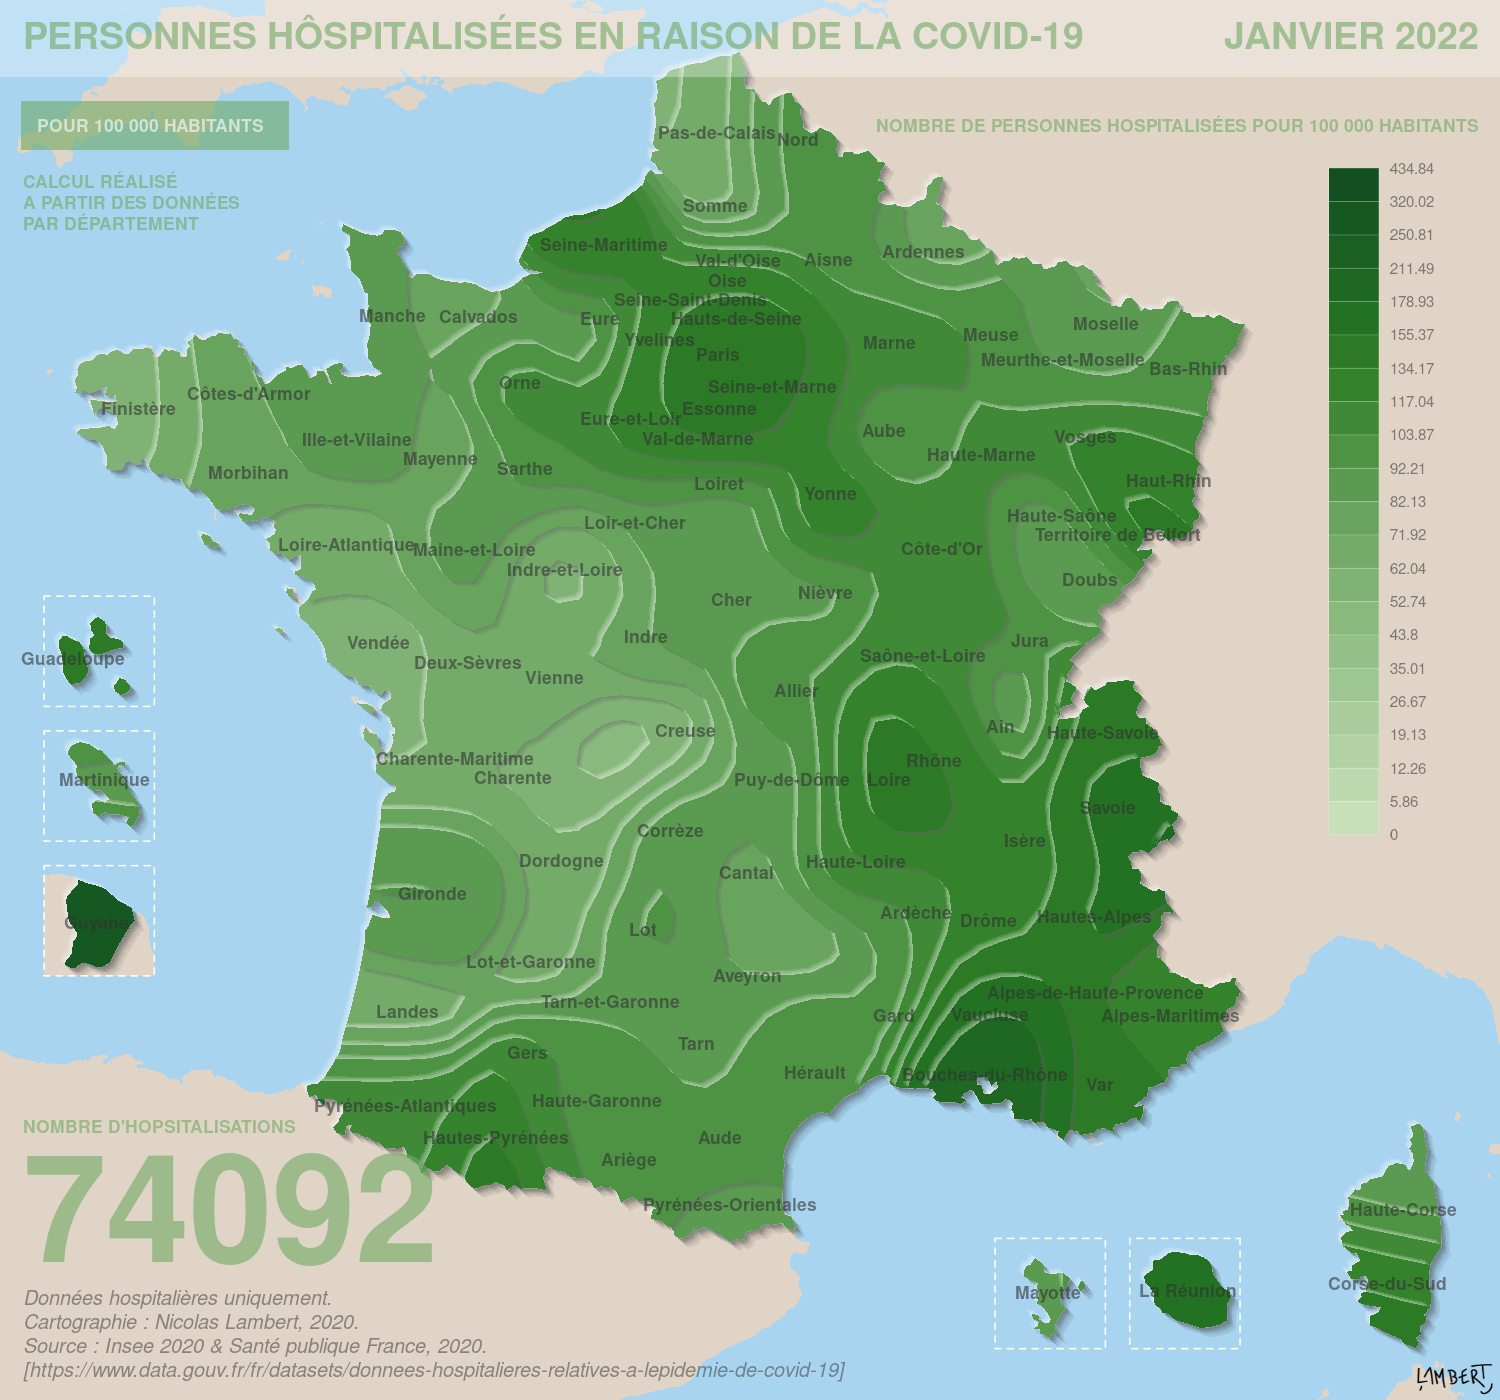 PERSONNES HÔSPITALISÉES EN RAISON DE LA COVID-19
JANVIER 2022
POUR 100 000 HABITANTS
CALCUL RÉALISÉ
A PARTIR DES DONNÉES
PAR DÉPARTEMENT
NOMBRE DE PERSONNES HOSPITALISÉES POUR 100 000 HABITANTS
434.84
320.02
250.81
211.49
178.93
155.37
134.17
117.04
103.87
92.21
82.13
71.92
62.04
52.74
43.8
35.01
26.67
19.13
12.26
5.86
0
Pas-de-Calais
Nord
Somme
Seine-Maritime
Val-d'Oise
Aisne
Ardennes
Oise
Seine-Saint-Denis
Manche
Calvados
Eure
Hauts-de-Seine
Yvelines
Paris
Marne
Meuse
Moselle
Meurthe-et-Moselle
Bas-Rhin
Orne
Seine-et-Marne
Finistère
Côtes-d'Armor
Essonne
Eure-et-Loir
Val-de-Marne
Ille-et-Vilaine
Aube
Vosges
Mayenne
Haute-Marne
Morbihan
Sarthe
Loiret
Yonne
Haut-Rhin
Loir-et-Cher
Haute-Saône
Territoire de Belfort
Loire-Atlantique
Maine-et-Loire
Côte-d'Or
Indre-et-Loire
Doubs
Cher
Nièvre
Vendée
Indre
Jura
Deux-Sèvres
Saône-et-Loire
Vienne
Allier
Creuse
Ain
Haute-Savoie
Charente-Maritime
Charente
Puy-de-Dôme
Loire
Rhône
Savoie
Corrèze
Isère
Dordogne
Haute-Loire
Cantal
Gironde
Lot
Ardèche
Drôme
Hautes-Alpes
Lot-et-Garonne
Aveyron
Tarn-et-Garonne
Alpes-de-Haute-Provence
Landes
Gard
Vaucluse
Alpes-Maritimes
Tarn
Gers
Hérault
Bouches-du-Rhône
Var
Pyrénées-Atlantiques
Haute-Garonne
Hautes-Pyrénées
Aude
Ariège
Pyrénées-Orientales
Haute-Corse
Corse-du-Sud
Guadeloupe
Martinique
Guyane
Mayotte
La Réunion
NOMBRE D'HOPSITALISATIONS
74092
Données hospitalières uniquement.
Cartographie : Nicolas Lambert, 2020.
Source : Insee 2020 & Santé publique France, 2020.
[https://www.data.gouv.fr/fr/datasets/donnees-hospitalieres-relatives-a-lepidemie-de-covid-19]
LAMBERT